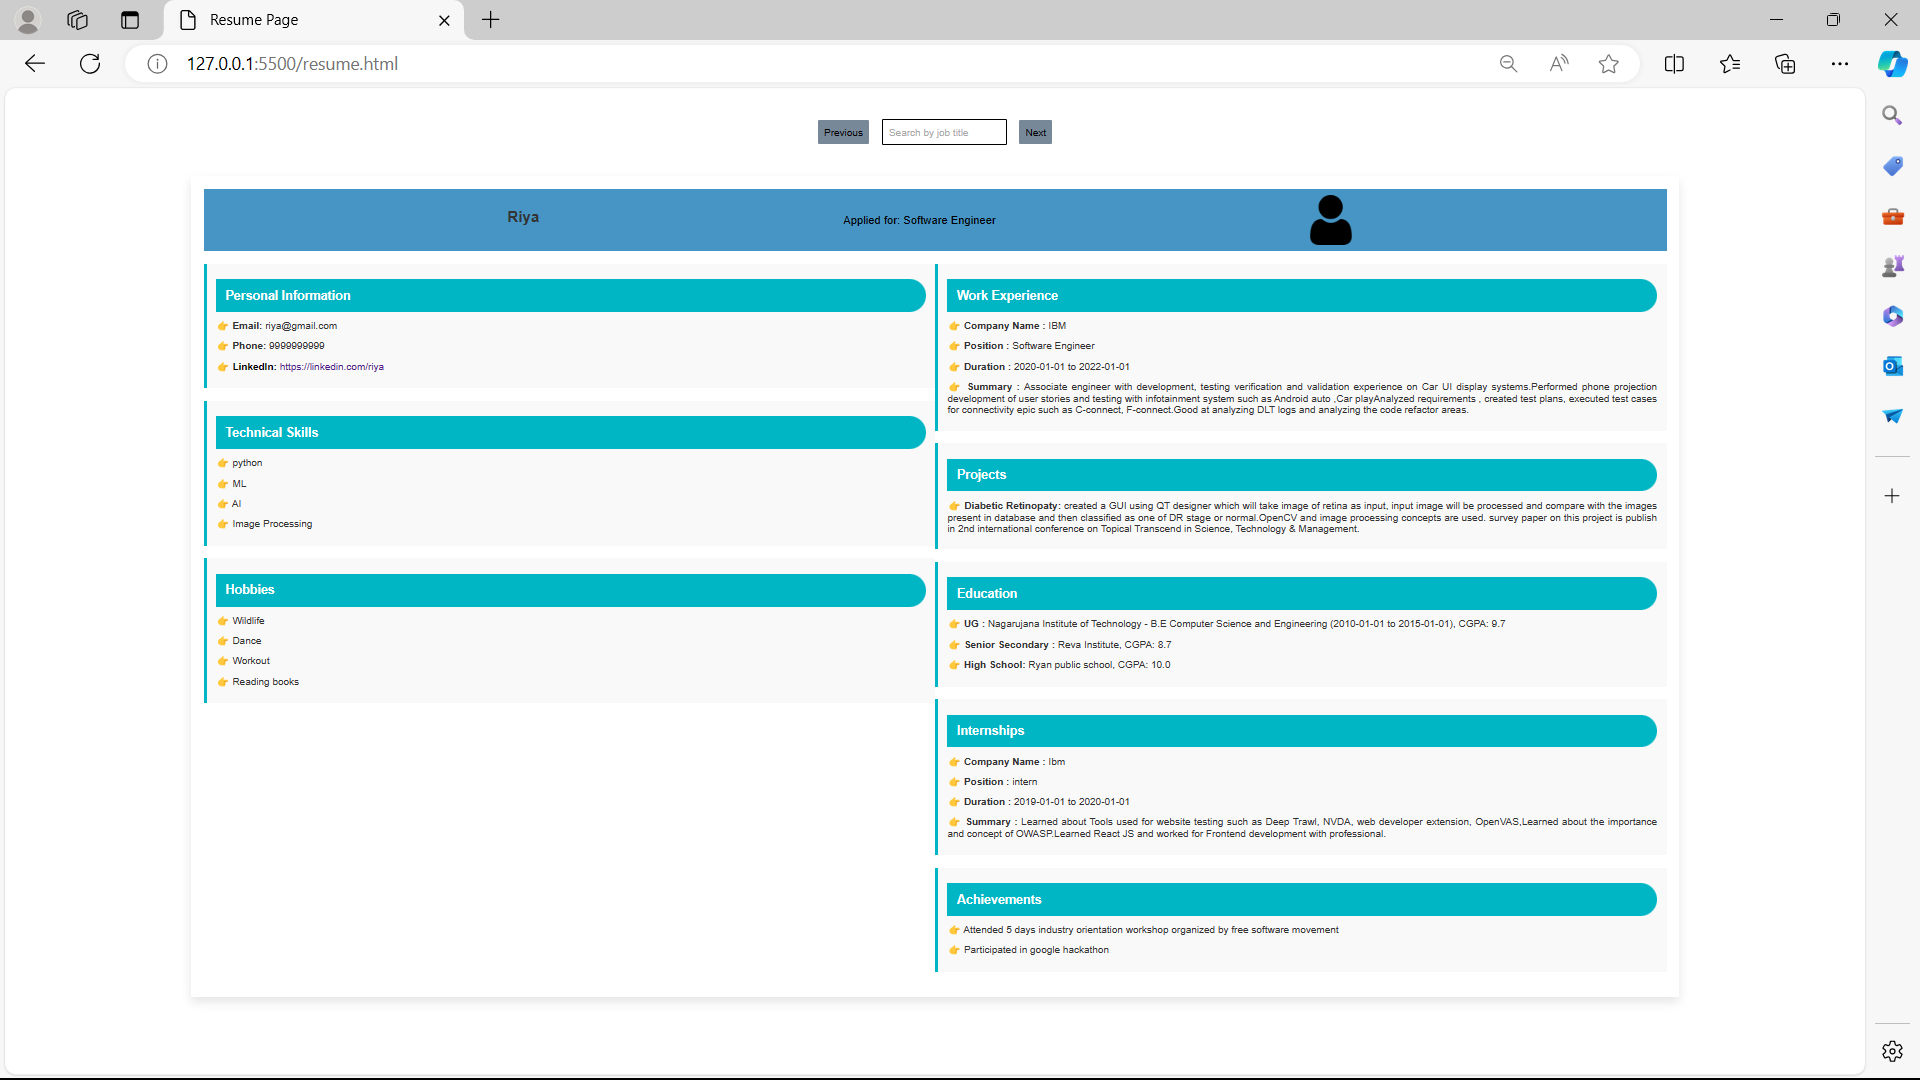 Resume Page
127.0.0.1:5500/resume.html
Previous
Search by job title
Next
Riya
Applied for: Software Engineer
Personal Information
👉 Email: riya@gmail.com
👉 Phone: 9999999999
👉 LinkedIn: https://linkedin.com/riya
Technical Skills
👉 python
👉 ML
👉 AI
👉 Image Processing
Hobbies
👉 Wildlife
👉 Dance
👉 Workout
👉 Reading books
Work Experience
👉 Company Name : IBM
👉 Position : Software Engineer
👉 Duration : 2020-01-01 to 2022-01-01
👉 Summary : Associate engineer with development, testing verification and validation experience on Car UI display systems.Performed phone projection
development of user stories and testing with infotainment system such as Android auto ,Car playAnalyzed requirements , created test plans, executed test cases
for connectivity epic such as C-connect, F-connect.Good at analyzing DLT logs and analyzing the code refactor areas.
Projects
👉 Diabetic Retinopaty: created a GUI using QT designer which will take image of retina as input, input image will be processed and compare with the images
present in database and then classified as one of DR stage or normal.OpenCV and image processing concepts are used. survey paper on this project is publish
in 2nd international conference on Topical Transcend in Science, Technology & Management.
Education
👉 UG : Nagarujana Institute of Technology - B.E Computer Science and Engineering (2010-01-01 to 2015-01-01), CGPA: 9.7
👉 Senior Secondary : Reva Institute, CGPA: 8.7
👉 High School: Ryan public school, CGPA: 10.0
Internships
👉 Company Name : Ibm
👉 Position : intern
👉 Duration : 2019-01-01 to 2020-01-01
👉 Summary : Learned about Tools used for website testing such as Deep Trawl, NVDA, web developer extension, OpenVAS,Learned about the importance
and concept of OWASP.Learned React JS and worked for Frontend development with professional.
Achievements
👉 Attended 5 days industry orientation workshop organized by free software movement
👉 Participated in google hackathon